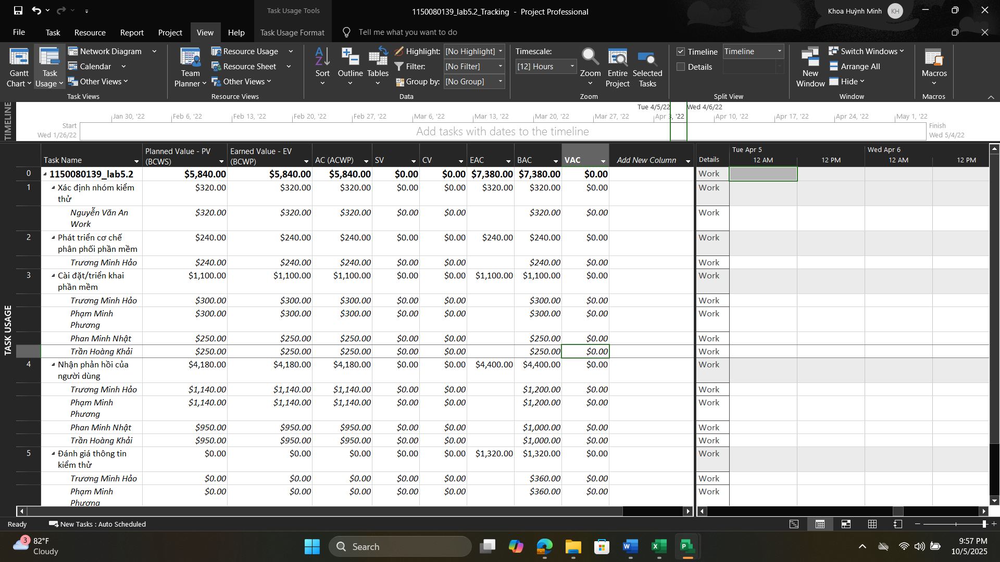 Task Usage Tools
1150080139_lab5.2_Tracking - Project Professional
Khoa Huỳnh Minh KH
File Task Resource Report Project View Help Task Usage Format Tell me what you want to do
Gantt Chart
Task Usage
Network Diagram
Calendar
Other Views
Task Views
Team Planner
Resource Usage
Resource Sheet
Other Views
Resource Views
Sort
Outline
Tables
Highlight: [No Highlight]
Filter: [No Filter]
Group by: [No Group]
Data
Timescale:
[12] Hours
Zoom
Entire Project
Selected Tasks
Zoom
Timeline Timeline
Details
Split View
New Window
Switch Windows
Arrange All
Hide
Window
Macros
Macros
TIMELINE
Tue 4/5/22 Wed 4/6/22
Jan 30, '22 Feb 6, '22 Feb 13, '22 Feb 20, '22 Feb 27, '22 Mar 6, '22 Mar 13, '22 Mar 20, '22 Mar 27, '22 Apr 3, '22 Apr 10, '22 Apr 17, '22 Apr 24, '22 May 1, '22
Start
Wed 1/26/22
Add tasks with dates to the timeline
Finish
Wed 5/4/22
TASK USAGE
Task Name Planned Value - PV (BCWS) Earned Value - EV (BCWP) AC (ACWP) SV CV EAC BAC VAC Add New Column Details
Tue Apr 5 Wed Apr 6
12 AM 12 PM 12 AM 12 PM
0 1150080139_lab5.2 $5,840.00 $5,840.00 $5,840.00 $0.00 $0.00 $7,380.00 $7,380.00 $0.00 Work
1 Xác định nhóm kiểm thử $320.00 $320.00 $320.00 $0.00 $0.00 $320.00 $320.00 $0.00 Work
Nguyễn Văn An Work $320.00 $320.00 $320.00 $0.00 $0.00 $320.00 $0.00 Work
2 Phát triển cơ chế phân phối phần mềm $240.00 $240.00 $240.00 $0.00 $0.00 $240.00 $240.00 $0.00 Work
Trương Minh Hảo $240.00 $240.00 $240.00 $0.00 $0.00 $240.00 $0.00 Work
3 Cài đặt/triển khai phần mềm $1,100.00 $1,100.00 $1,100.00 $0.00 $0.00 $1,100.00 $1,100.00 $0.00 Work
Trương Minh Hảo $300.00 $300.00 $300.00 $0.00 $0.00 $300.00 $0.00 Work
Phạm Minh Phương $300.00 $300.00 $300.00 $0.00 $0.00 $300.00 $0.00 Work
Phan Minh Nhật $250.00 $250.00 $250.00 $0.00 $0.00 $250.00 $0.00 Work
Trần Hoàng Khải $250.00 $250.00 $250.00 $0.00 $0.00 $250.00 $0.00 Work
4 Nhận phản hồi của người dùng $4,180.00 $4,180.00 $4,180.00 $0.00 $0.00 $4,400.00 $4,400.00 $0.00 Work
Trương Minh Hảo $1,140.00 $1,140.00 $1,140.00 $0.00 $0.00 $1,200.00 $0.00 Work
Phạm Minh Phương $1,140.00 $1,140.00 $1,140.00 $0.00 $0.00 $1,200.00 $0.00 Work
Phan Minh Nhật $950.00 $950.00 $950.00 $0.00 $0.00 $1,000.00 $0.00 Work
Trần Hoàng Khải $950.00 $950.00 $950.00 $0.00 $0.00 $1,000.00 $0.00 Work
5 Đánh giá thông tin kiểm thử $0.00 $0.00 $0.00 $0.00 $0.00 $1,320.00 $1,320.00 $0.00 Work
Trương Minh Hảo $0.00 $0.00 $0.00 $0.00 $0.00 $360.00 $0.00 Work
Phạm Minh Phương $0.00 $0.00 $0.00 $0.00 $0.00 $360.00 $0.00 Work
Ready New Tasks : Auto Scheduled
3 82°F
Cloudy
Search
9:57 PM
10/5/2025